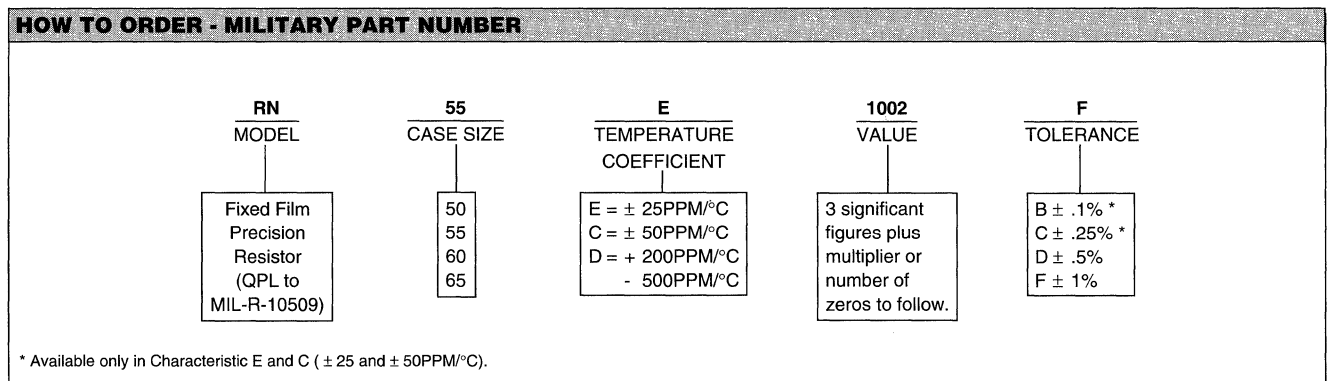 HOW TO ORDER - MILITARY PART NUMBER
RN
MODEL
Fixed Film
Precision
Resistor
(QPL to
MIL-R-10509)
55
CASE SIZE
50
55
60
65
E
TEMPERATURE
COEFFICIENT
E = ± 25PPM/°C
C = ± 50PPM/°C
D = + 200PPM/°C
- 500PPM/°C
1002
VALUE
3 significant
figures plus
multiplier or
number of
zeros to follow.
F
TOLERANCE
B ± .1% *
C ± .25% *
D ± .5%
F ± 1%
* Available only in Characteristic E and C ( ± 25 and ± 50PPM/°C).